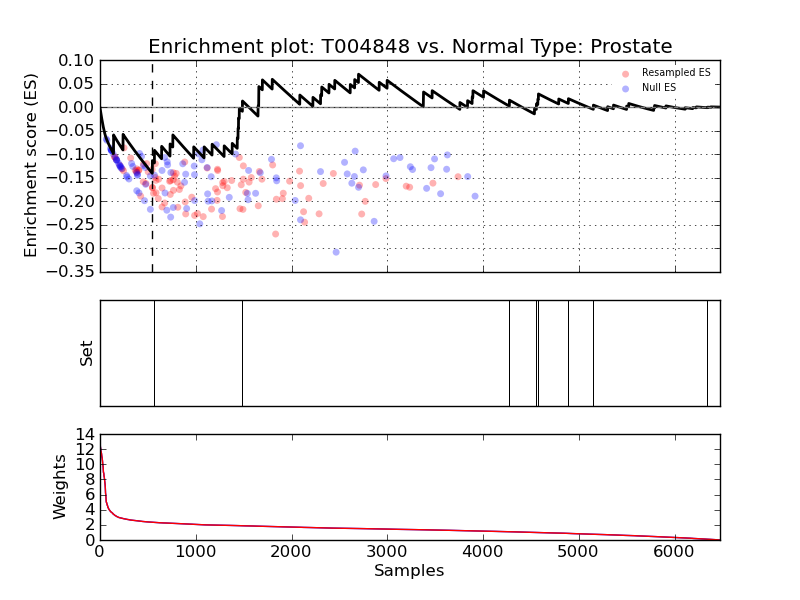 Enrichment plot: T004848 vs. Normal Type: Prostate
Enrichment score (ES)
0.10
0.05
0.00
−0.05
−0.10
−0.15
−0.20
−0.25
−0.30
−0.35
Resampled ES
Null ES
Set
Weights
14
12
10
8
6
4
2
0
0 1000 2000 3000 4000 5000 6000
Samples